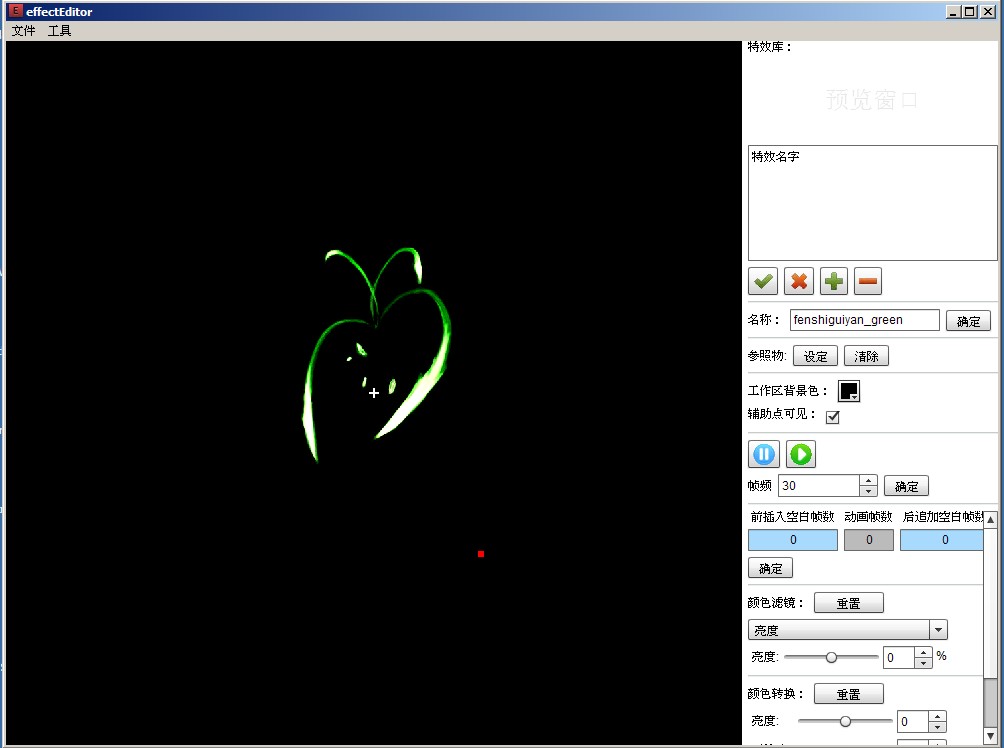 effectEditor
文件 工具
特效库：
预览窗口
特效名字
名称： fenshiguiyan_green 确定
参照物: 设定 清除
工作区背景色：
辅助点可见：
帧频 30 确定
前插入空白帧数 动画帧数 后追加空白帧数
0 0 0
确定
颜色滤镜： 重置
亮度
亮度: 0 %
颜色转换： 重置
亮度: 0